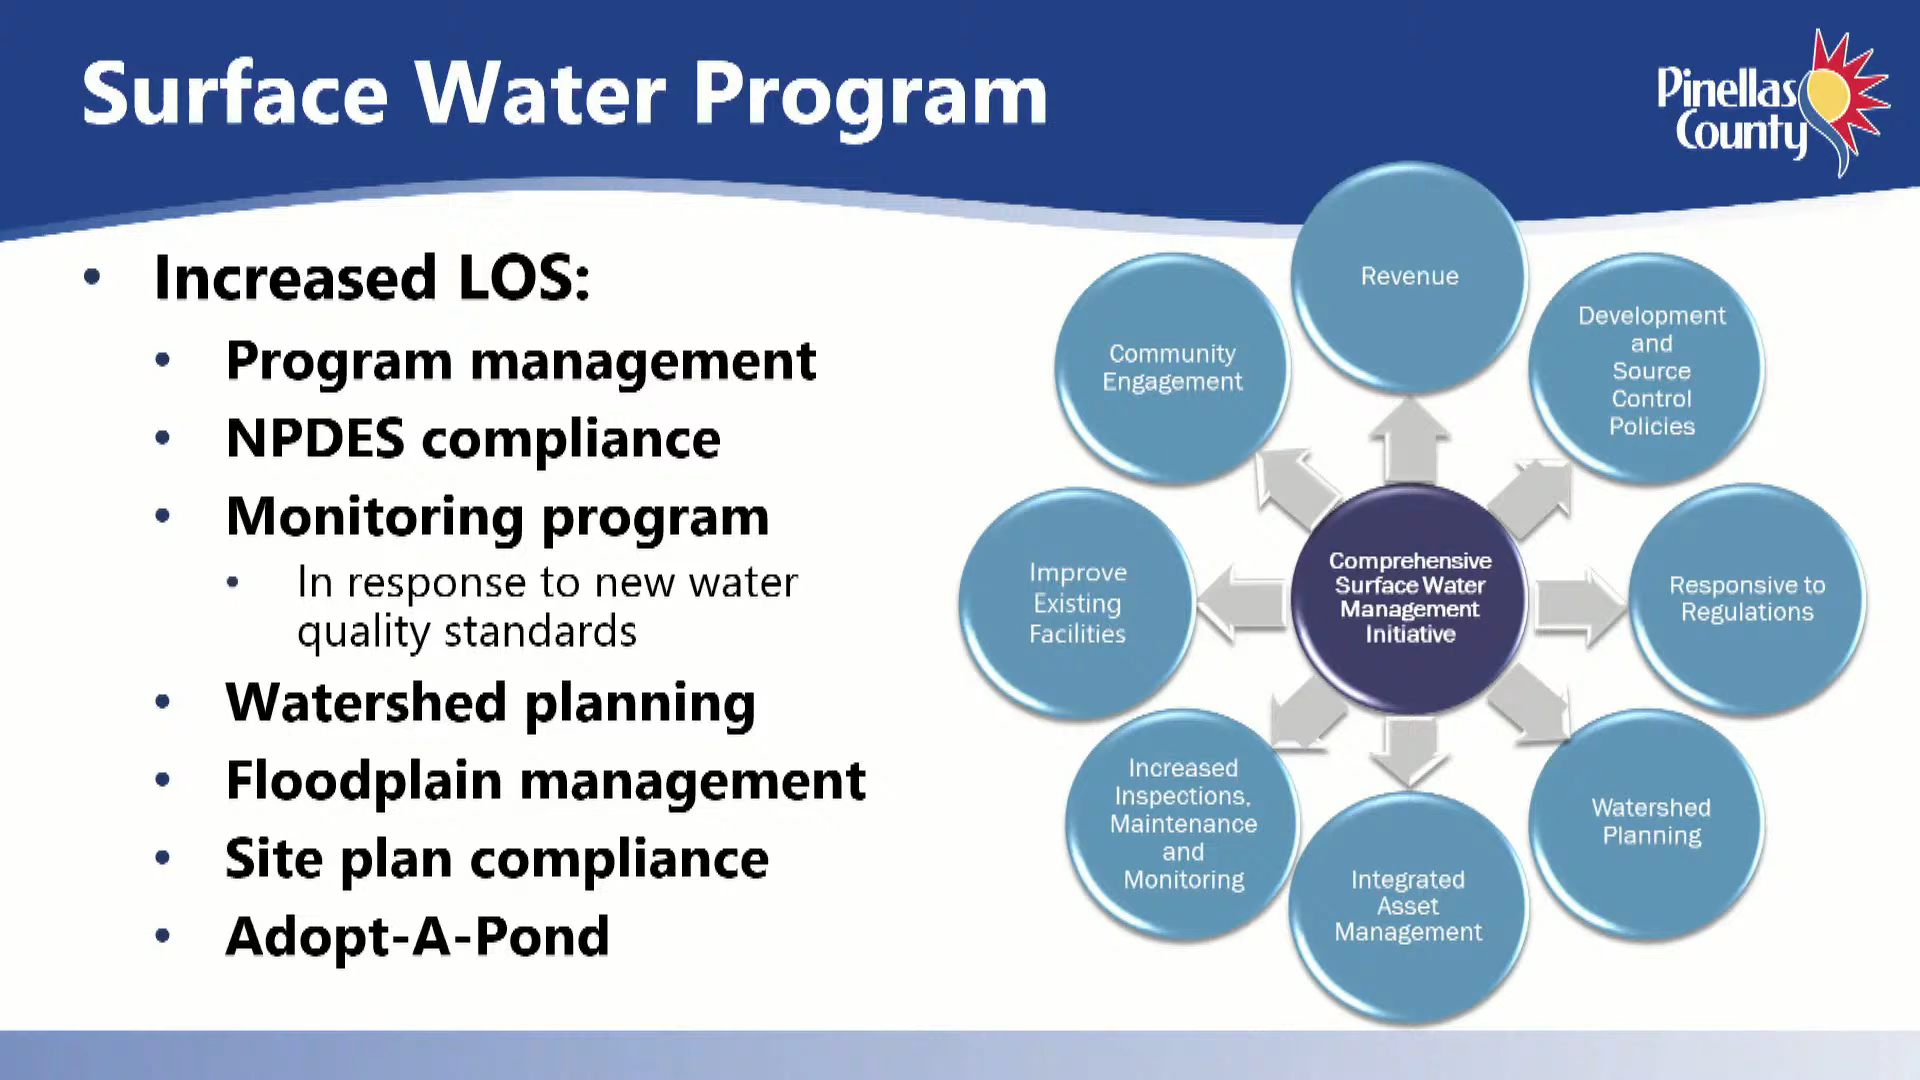 Surface Water Program
Pinellas
County
• Increased LOS:
• Program management
• NPDES compliance
• Monitoring program
• In response to new water
quality standards
• Watershed planning
• Floodplain management
• Site plan compliance
• Adopt-A-Pond
Revenue
Development
and
Source
Control
Policies
Responsive to
Regulations
Watershed
Planning
Integrated
Asset
Management
Increased
Inspections,
Maintenance
and
Monitoring
Improve
Existing
Facilities
Community
Engagement
Comprehensive
Surface Water
Management
Initiative